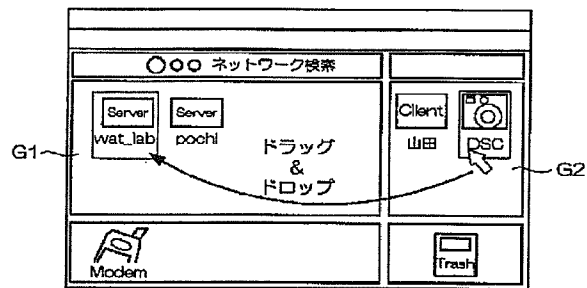 ○○○ ネットワーク検索
Server
wat_lab
Server
pochi
ドラッグ
&
ドロップ
Client
山田
DSC
G1
G2
Modem
Trash